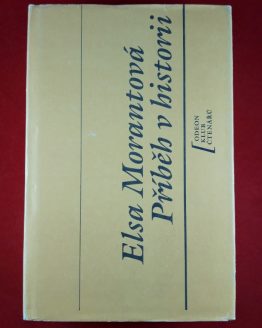 Elsa Morantová
Příběh v historii
ODEON
KLUB
ČTENÁŘŮ